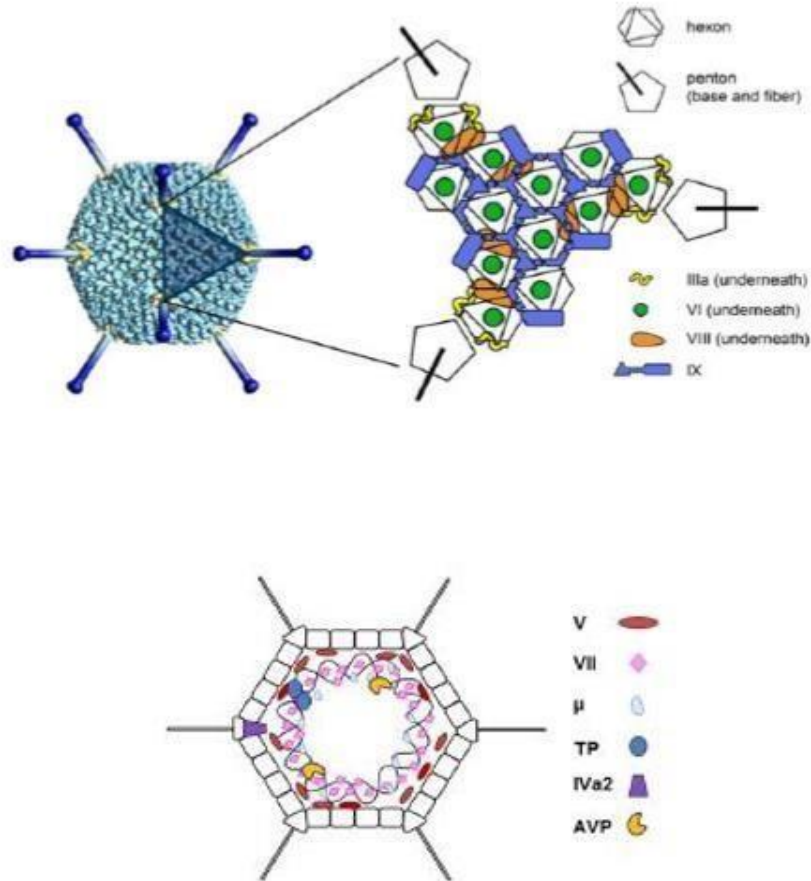 hexon
penton
(base and fiber)
IIIa (underneath)
VI (underneath)
VIII (underneath)
IX
V
VII
µ
TP
IVa2
AVP